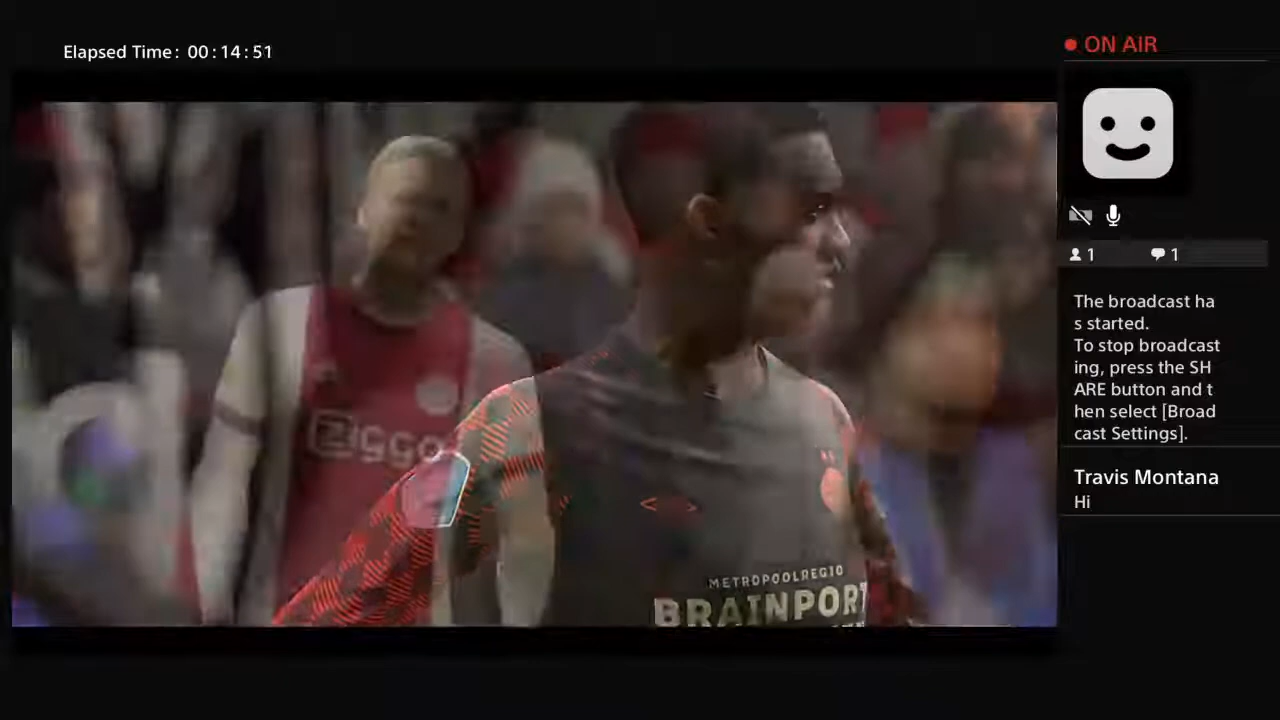 Elapsed Time: 00:14:51
ON AIR
1
1
The broadcast ha
s started.
To stop broadcast
ing, press the SH
ARE button and t
hen select [Broad
cast Settings].
Travis Montana
Hi
Ziggo
METROPOOLREGIO
BRAINPORT